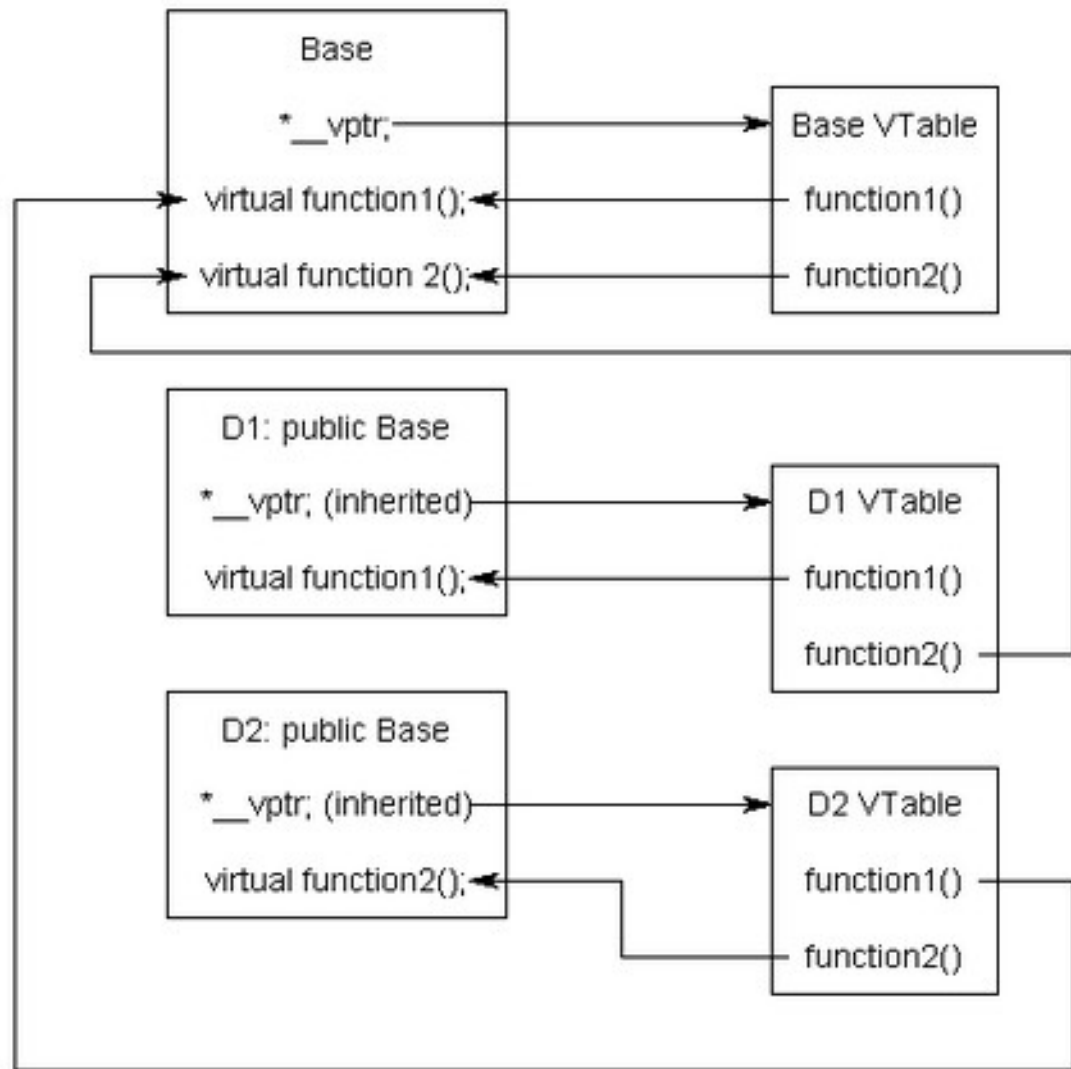 Base
*__vptr;
virtual function1();
virtual function 2();
Base VTable
function1()
function2()
D1: public Base
*__vptr; (inherited)
virtual function1();
D1 VTable
function1()
function2()
D2: public Base
*__vptr; (inherited)
virtual function2();
D2 VTable
function1()
function2()